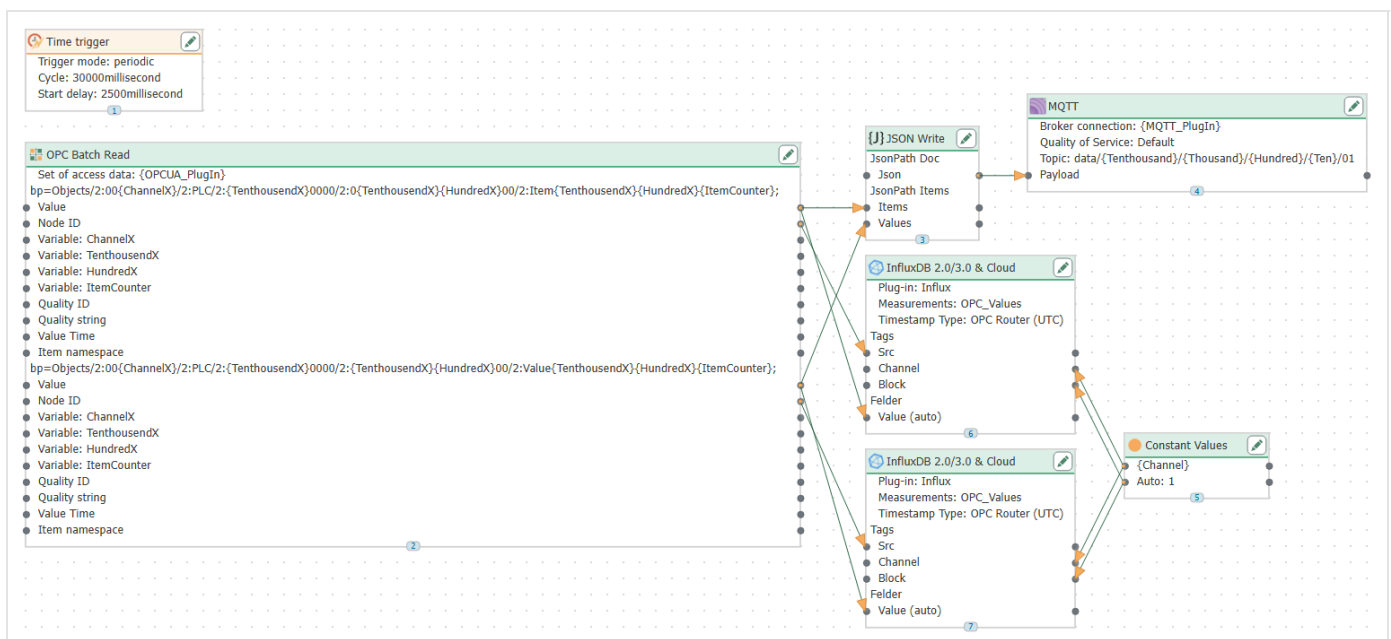 Time trigger
Trigger mode: periodic
Cycle: 30000millisecond
Start delay: 2500millisecond
1
OPC Batch Read
Set of access data: {OPCUA_PlugIn}
bp=Objects/2:00{ChannelX}/2:PLC/2:{TenthousendX}0000/2:0{TenthousendX}{HundredX}00/2:Item{TenthousendX}{HundredX}{ItemCounter};
Value
Node ID
Variable: ChannelX
Variable: TenthousendX
Variable: HundredX
Variable: ItemCounter
Quality ID
Quality string
Value Time
Item namespace
bp=Objects/2:00{ChannelX}/2:PLC/2:{TenthousendX}0000/2:{TenthousendX}{HundredX}00/2:Value{TenthousendX}{HundredX}{ItemCounter};
Value
Node ID
Variable: ChannelX
Variable: TenthousendX
Variable: HundredX
Variable: ItemCounter
Quality ID
Quality string
Value Time
Item namespace
2
{J} JSON Write
JsonPath Doc
Json
JsonPath Items
Items
Values
3
MQTT
Broker connection: {MQTT_PlugIn}
Quality of Service: Default
Topic: data/{Tenthousand}/{Thousand}/{Hundred}/{Ten}/01
Payload
4
InfluxDB 2.0/3.0 & Cloud
Plug-in: Influx
Measurements: OPC_Values
Timestamp Type: OPC Router (UTC)
Tags
Src
Channel
Block
Felder
Value (auto)
6
InfluxDB 2.0/3.0 & Cloud
Plug-in: Influx
Measurements: OPC_Values
Timestamp Type: OPC Router (UTC)
Tags
Src
Channel
Block
Felder
Value (auto)
7
Constant Values
{Channel}
Auto: 1
5